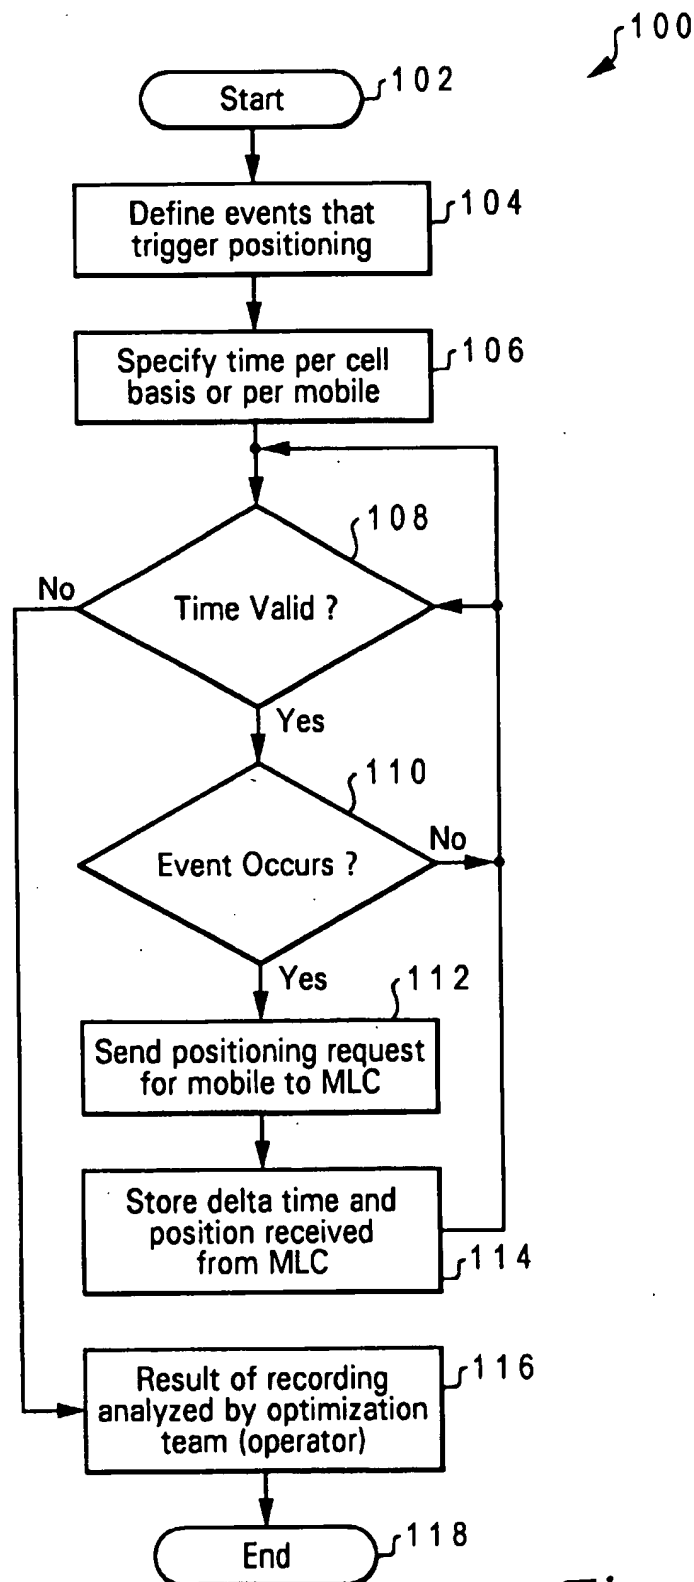 100
Start
102
Define events that
trigger positioning
104
Specify time per cell
basis or per mobile
106
108
No
Time Valid ?
Yes
110
No
Event Occurs ?
Yes
112
Send positioning request
for mobile to MLC
Store delta time and
position received
from MLC
114
116
Result of recording
analyzed by optimization
team (operator)
End
118